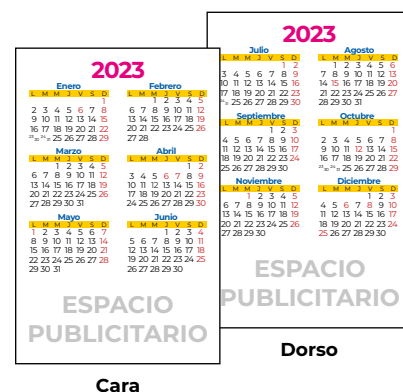 2023
Enero Febrero
L M M J V S D L M M J V S D
1 1 2 3 4 5
2 3 4 5 6 7 8 6 7 8 9 10 11 12
9 10 11 12 13 14 15 13 14 15 16 17 18 19
16 17 18 19 20 21 22 20 21 22 23 24 25 26
23 30 24 31 25 26 27 28 29 27 28
Marzo Abril
L M M J V S D L M M J V S D
1 2 3 4 5 1 2
6 7 8 9 10 11 12 3 4 5 6 7 8 9
13 14 15 16 17 18 19 10 11 12 13 14 15 16
20 21 22 23 24 25 26 17 18 19 20 21 22 23
27 28 29 30 31 24 25 26 27 28 29 30
Mayo Junio
L M M J V S D L M M J V S D
1 2 3 4 5 6 7 1 2 3 4
8 9 10 11 12 13 14 5 6 7 8 9 10 11
15 16 17 18 19 20 21 12 13 14 15 16 17 18
22 23 24 25 26 27 28 19 20 21 22 23 24 25
29 30 31 26 27 28 29 30
ESPACIO
PUBLICITARIO
Cara
2023
Julio Agosto
L M M J V S D L M M J V S D
1 2 1 2 3 4 5 6
3 4 5 6 7 8 9 7 8 9 10 11 12 13
10 11 12 13 14 15 16 14 15 16 17 18 19 20
17 18 19 20 21 22 23 21 22 23 24 25 26 27
24 31 25 26 27 28 29 30 28 29 30 31
Septiembre Octubre
L M M J V S D L M M J V S D
1 2 3 1
4 5 6 7 8 9 10 2 3 4 5 6 7 8
11 12 13 14 15 16 17 9 10 11 12 13 14 15
18 19 20 21 22 23 24 16 17 18 19 20 21 22
25 26 27 28 29 30 23 30 24 31 25 26 27 28 29
Noviembre Diciembre
L M M J V S D L M M J V S D
1 2 3 4 5 1 2 3
6 7 8 9 10 11 12 4 5 6 7 8 9 10
13 14 15 16 17 18 19 11 12 13 14 15 16 17
20 21 22 23 24 25 26 18 19 20 21 22 23 24
27 28 29 30 25 26 27 28 29 30
ESPACIO
PUBLICITARIO
Dorso